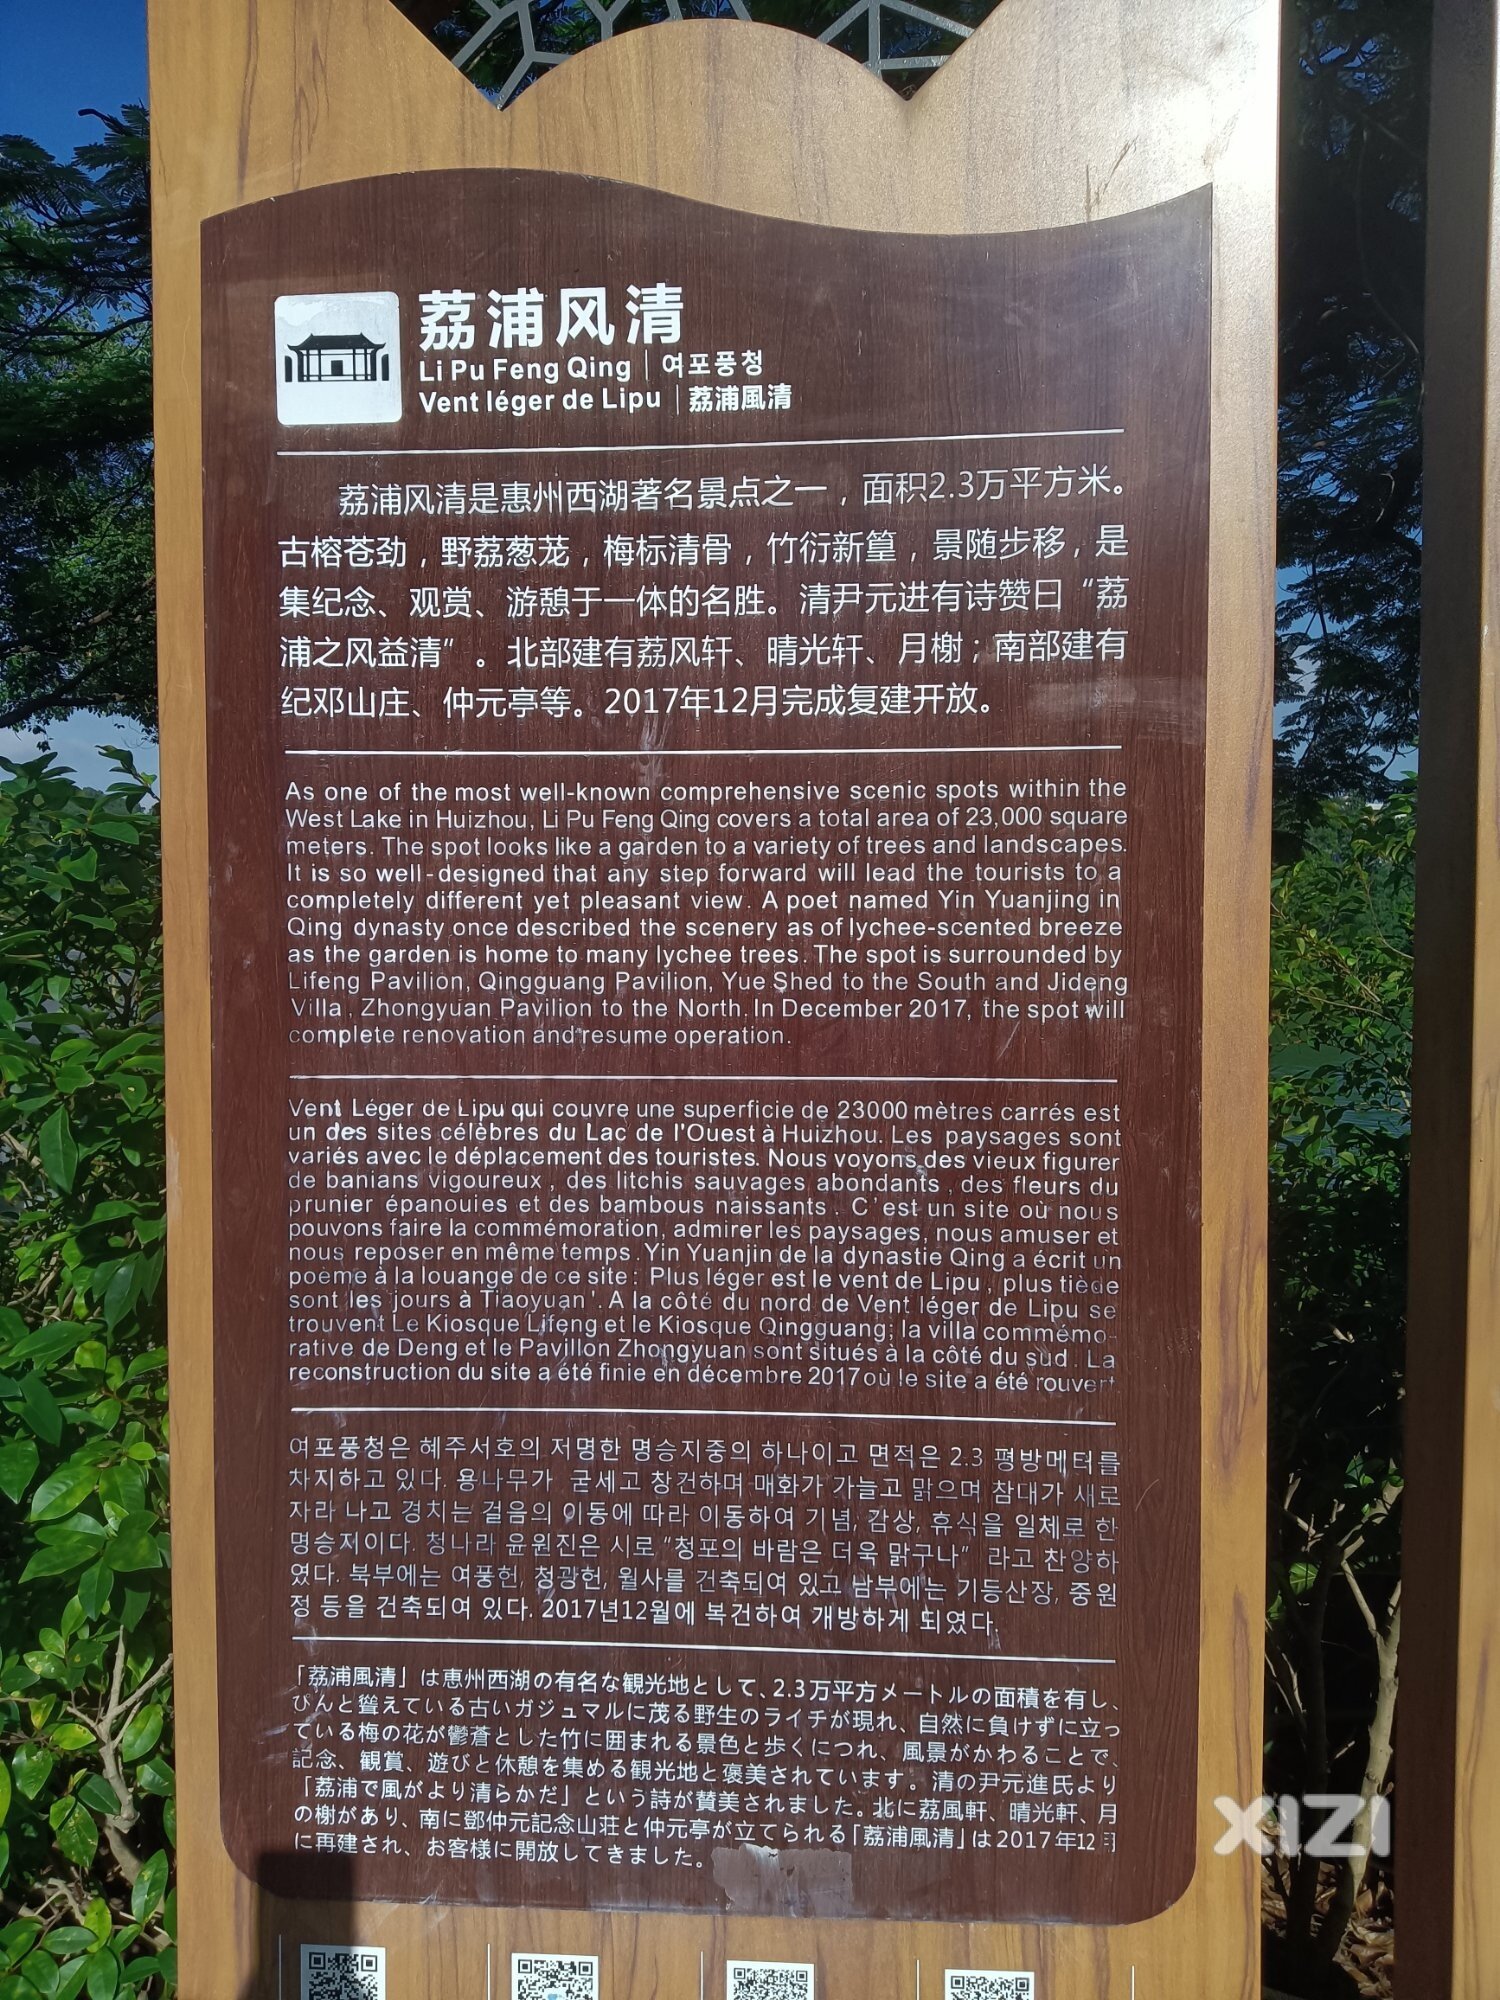 荔浦风清
Li Pu Feng Qing | 여포풍청
Vent léger de Lipu | 荔浦風清
荔浦风清是惠州西湖著名景点之一，面积2.3万平方米。
古榕苍劲，野荔葱茏，梅标清骨，竹衍新篁，景随步移，是
集纪念、观赏、游憩于一体的名胜。清尹元进有诗赞曰“荔
浦之风益清”。北部建有荔风轩、晴光轩、月榭；南部建有
纪邓山庄、仲元亭等。2017年12月完成复建开放。
As one of the most well-known comprehensive scenic spots within the
West Lake in Huizhou, Li Pu Feng Qing covers a total area of 23,000 square
meters. The spot looks like a garden to a variety of trees and landscapes.
It is so well-designed that any step forward will lead the tourists to a
completely different yet pleasant view. A poet named Yin Yuanjing in
Qing dynasty once described the scenery as of lychee-scented breeze
as the garden is home to many lychee trees. The spot is surrounded by
Lifeng Pavilion, Qingguang Pavilion, Yue Shed to the South and Jideng
Villa, Zhongyuan Pavilion to the North. In December 2017, the spot will
complete renovation and resume operation.
Vent Léger de Lipu qui couvre une superficie de 23000 mètres carrés est
un des sites célèbres du Lac de l'Ouest à Huizhou. Les paysages sont
variés avec le déplacement des touristes. Nous voyons des vieux figurer
de banians vigoureux, des litchis sauvages abondants, des fleurs du
prunier épanouies et des bambous naissants. C'est un site où nous
pouvons faire la commémoration, admirer les paysages, nous amuser et
nous reposer en même temps. Yin Yuanjin de la dynastie Qing a écrit un
poème à la louange de ce site: Plus léger est le vent de Lipu, plus tiède
sont les jours à Tiaoyuan'. A la côté du nord de Vent léger de Lipu se
trouvent Le Kiosque Lifeng et le Kiosque Qingguang; la villa commémo-
rative de Deng et le Pavillon Zhongyuan sont situés à la côté du sud. La
reconstruction du site a été finie en décembre 2017 où le site a été rouvert
여포풍청은 혜주서호의 저명한 명승지중의 하나이고 면적은 2.3 평방메터를
차지하고 있다. 용나무가 굳세고 창건하며 매화가 가늘고 맑으며 참대가 새로
자라 나고 경치는 걸음의 이동에 따라 이동하여 기념, 감상, 휴식을 일체로 한
명승저이다. 청나라 윤원진은 시로 “청포의 바람은 더욱 맑구나” 라고 찬양하
였다. 북부에는 여풍헌, 청광헌, 월사를 건축되여 있고 남부에는 기등산장, 중원
정 등을 건축되여 있다. 2017년12월에 복건하여 개방하게 되였다.
「荔浦風清」は恵州西湖の有名な観光地として、2.3万平方メートルの面積を有し、
ぴんと聳えている古いガジュマルに茂る野生のライチが現れ、自然に負けずに立っ
ている梅の花が鬱蒼とした竹に囲まれる景色と歩くにつれ、風景がかわることで、
記念、観賞、遊びと休憩を集める観光地と褒美されています。清の尹元進氏より
「荔浦で風がより清らかだ」という詩が賛美されました。北に荔風軒、晴光軒、月
の榭があり、南に鄧仲元記念山荘と仲元亭が立てられる「荔浦風清」は2017年12月
に再建され、お客様に開放してきました。
XIZI